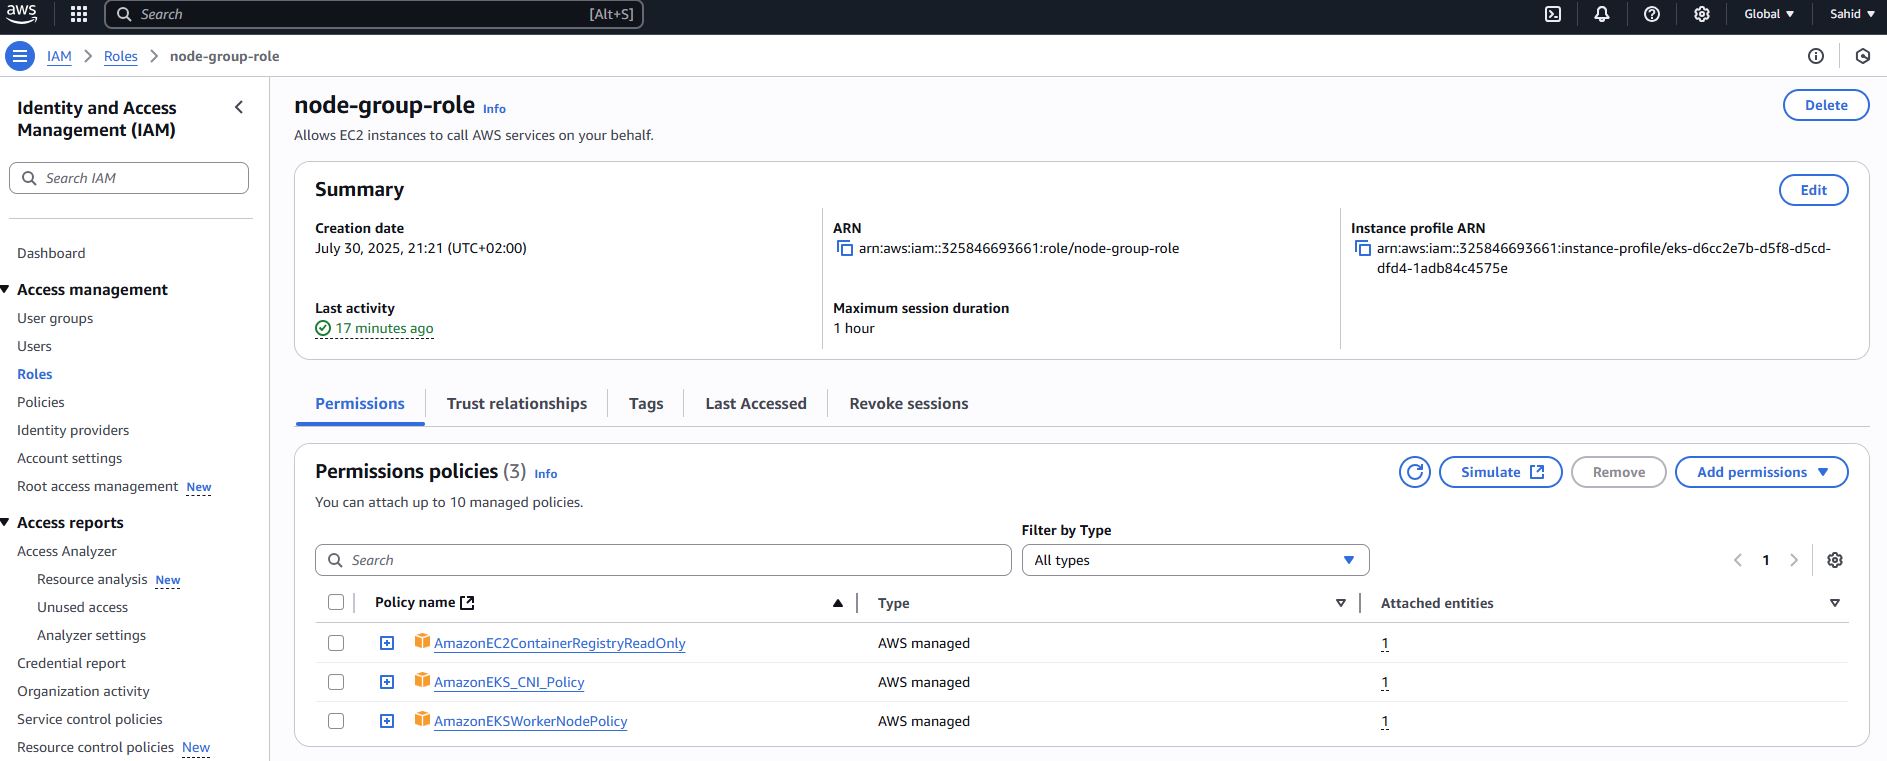 aws
Search [Alt+S]
Global
Sahid
IAM > Roles > node-group-role
Identity and Access
Management (IAM)
Search IAM
Dashboard
Access management
User groups
Users
Roles
Policies
Identity providers
Account settings
Root access management New
Access reports
Access Analyzer
Resource analysis New
Unused access
Analyzer settings
Credential report
Organization activity
Service control policies
Resource control policies New
node-group-role Info
Delete
Allows EC2 instances to call AWS services on your behalf.
Summary
Edit
Creation date
July 30, 2025, 21:21 (UTC+02:00)
ARN
arn:aws:iam::325846693661:role/node-group-role
Instance profile ARN
arn:aws:iam::325846693661:instance-profile/eks-d6cc2e7b-d5f8-d5cd-
dfd4-1adb84c4575e
Last activity
17 minutes ago
Maximum session duration
1 hour
Permissions
Trust relationships
Tags
Last Accessed
Revoke sessions
Permissions policies (3) Info
Simulate
Remove
Add permissions
You can attach up to 10 managed policies.
Filter by Type
Search
All types
1
Policy name Type Attached entities
AmazonEC2ContainerRegistryReadOnly AWS managed 1
AmazonEKS_CNI_Policy AWS managed 1
AmazonEKSWorkerNodePolicy AWS managed 1